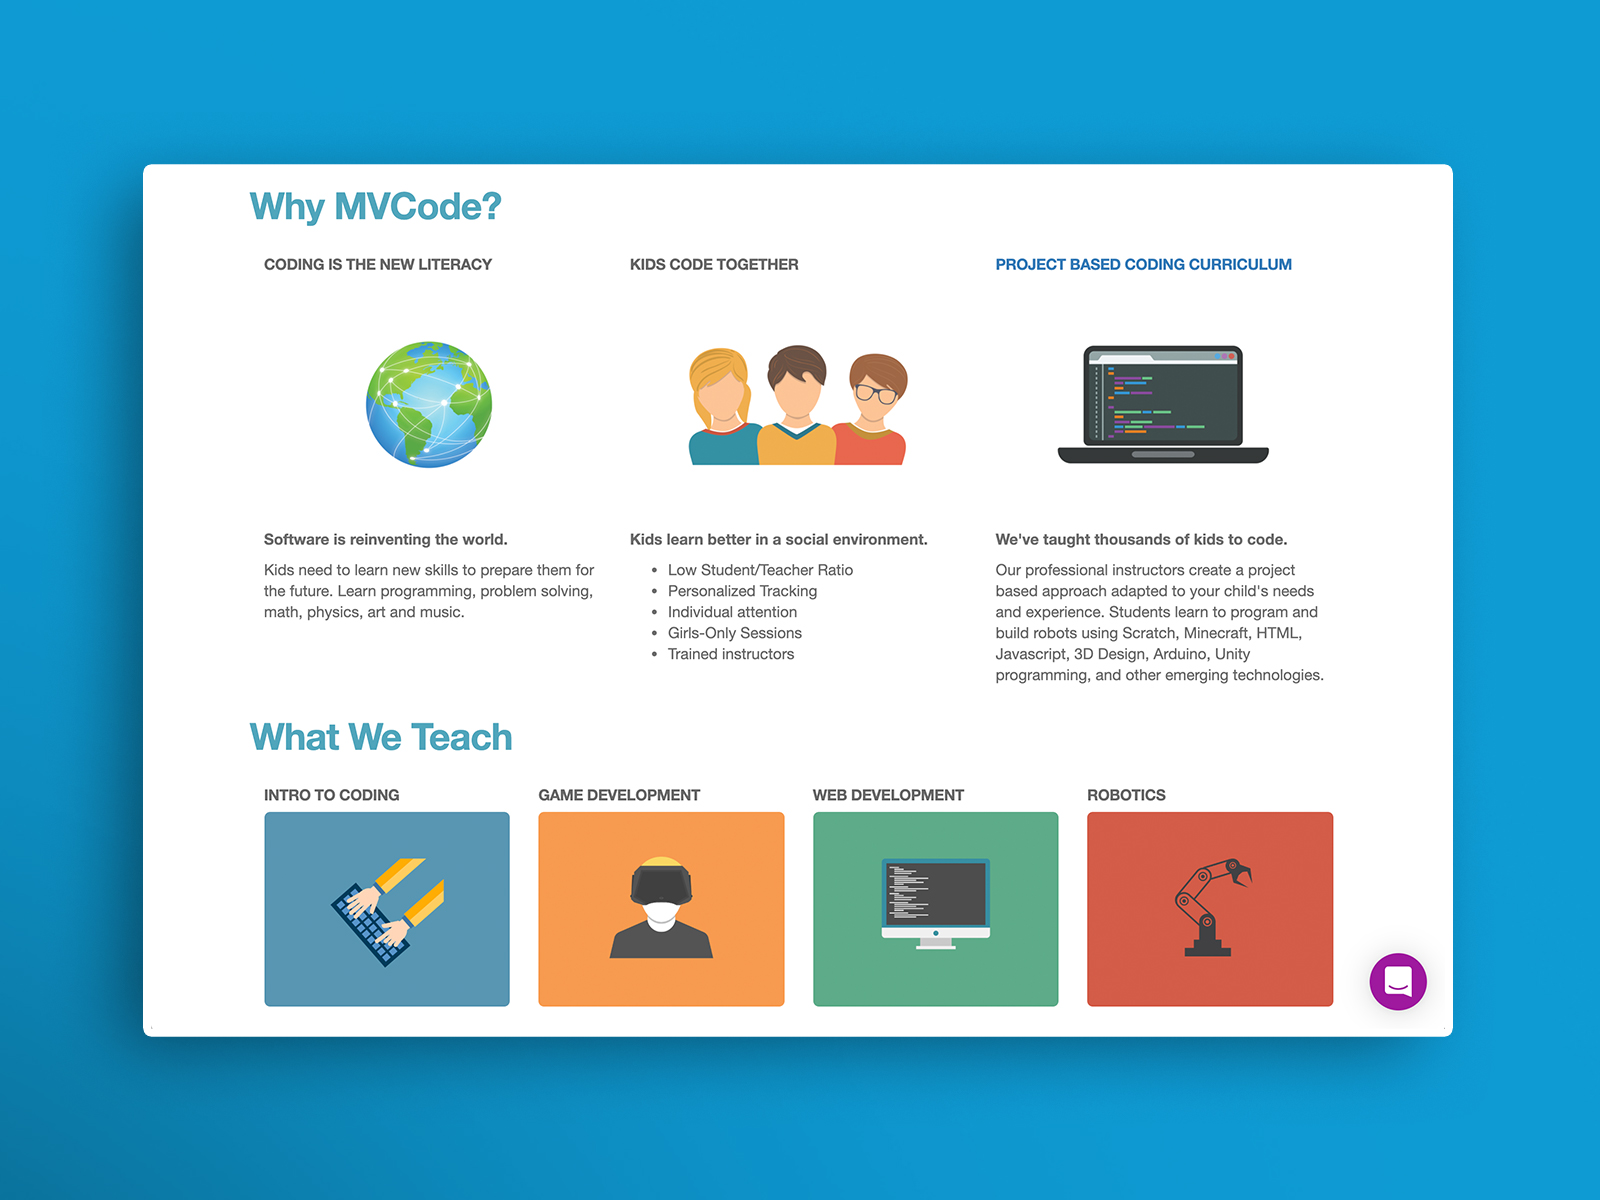 Why MVCode?
CODING IS THE NEW LITERACY
KIDS CODE TOGETHER
PROJECT BASED CODING CURRICULUM
Software is reinventing the world.
Kids need to learn new skills to prepare them for
the future. Learn programming, problem solving,
math, physics, art and music.
Kids learn better in a social environment.
• Low Student/Teacher Ratio
• Personalized Tracking
• Individual attention
• Girls-Only Sessions
• Trained instructors
We've taught thousands of kids to code.
Our professional instructors create a project
based approach adapted to your child's needs
and experience. Students learn to program and
build robots using Scratch, Minecraft, HTML,
Javascript, 3D Design, Arduino, Unity
programming, and other emerging technologies.
What We Teach
INTRO TO CODING
GAME DEVELOPMENT
WEB DEVELOPMENT
ROBOTICS